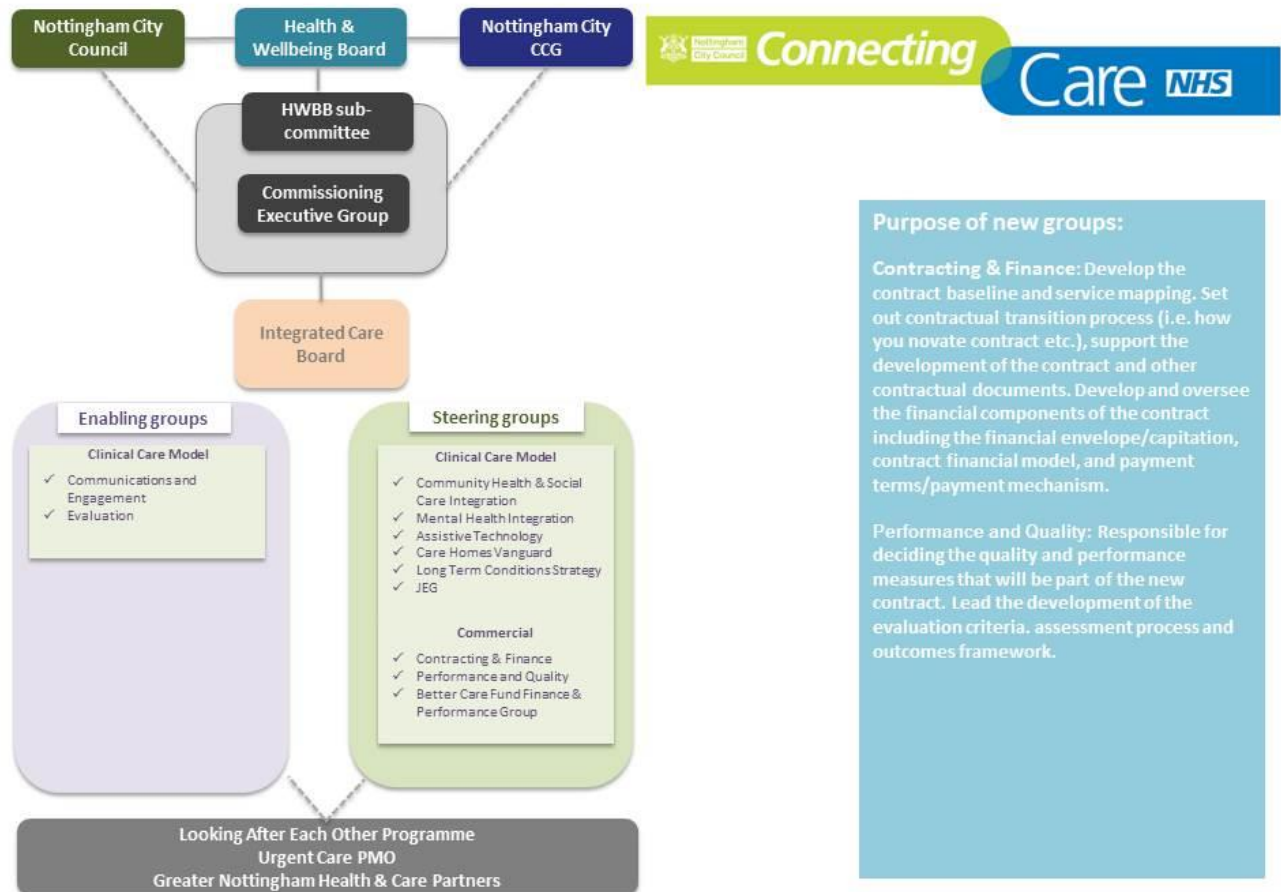 Nottingham City
Council
Health &
Wellbeing Board
Nottingham City
CCG
Nottingham
City Council
Connecting
Care NHS
HWBB sub-
committee
Commissioning
Executive Group
Integrated Care
Board
Enabling groups
Clinical Care Model
✓ Communications and
Engagement
✓ Evaluation
Steering groups
Clinical Care Model
✓ Community Health & Social
Care Integration
✓ Mental Health Integration
✓ Assistive Technology
✓ Care Homes Vanguard
✓ Long Term Conditions Strategy
✓ JEG
Commercial
✓ Contracting & Finance
✓ Performance and Quality
✓ Better Care Fund Finance &
Performance Group
Looking After Each Other Programme
Urgent Care PMO
Greater Nottingham Health & Care Partners
Purpose of new groups:
Contracting & Finance: Develop the
contract baseline and service mapping. Set
out contractual transition process (i.e. how
you novate contract etc.), support the
development of the contract and other
contractual documents. Develop and oversee
the financial components of the contract
including the financial envelope/capitation,
contract financial model, and payment
terms/payment mechanism.
Performance and Quality: Responsible for
deciding the quality and performance
measures that will be part of the new
contract. Lead the development of the
evaluation criteria. assessment process and
outcomes framework.